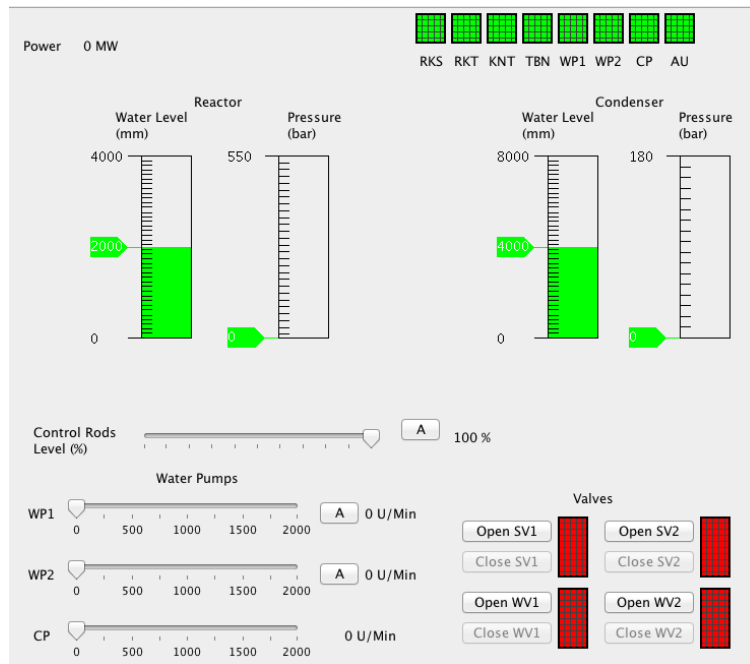 Power 0 MW
RKS RKT KNT TBN WP1 WP2 CP AU
Reactor
Water Level
(mm)
Pressure
(bar)
4000
2000
0
550
0
Condenser
Water Level
(mm)
Pressure
(bar)
8000
4000
0
180
0
Control Rods
Level (%)
A
100 %
Water Pumps
WP1
0 500 1000 1500 2000
A
0 U/Min
WP2
0 500 1000 1500 2000
A
0 U/Min
CP
0 500 1000 1500 2000
0 U/Min
Valves
Open SV1
Close SV1
Open SV2
Close SV2
Open WV1
Close WV1
Open WV2
Close WV2